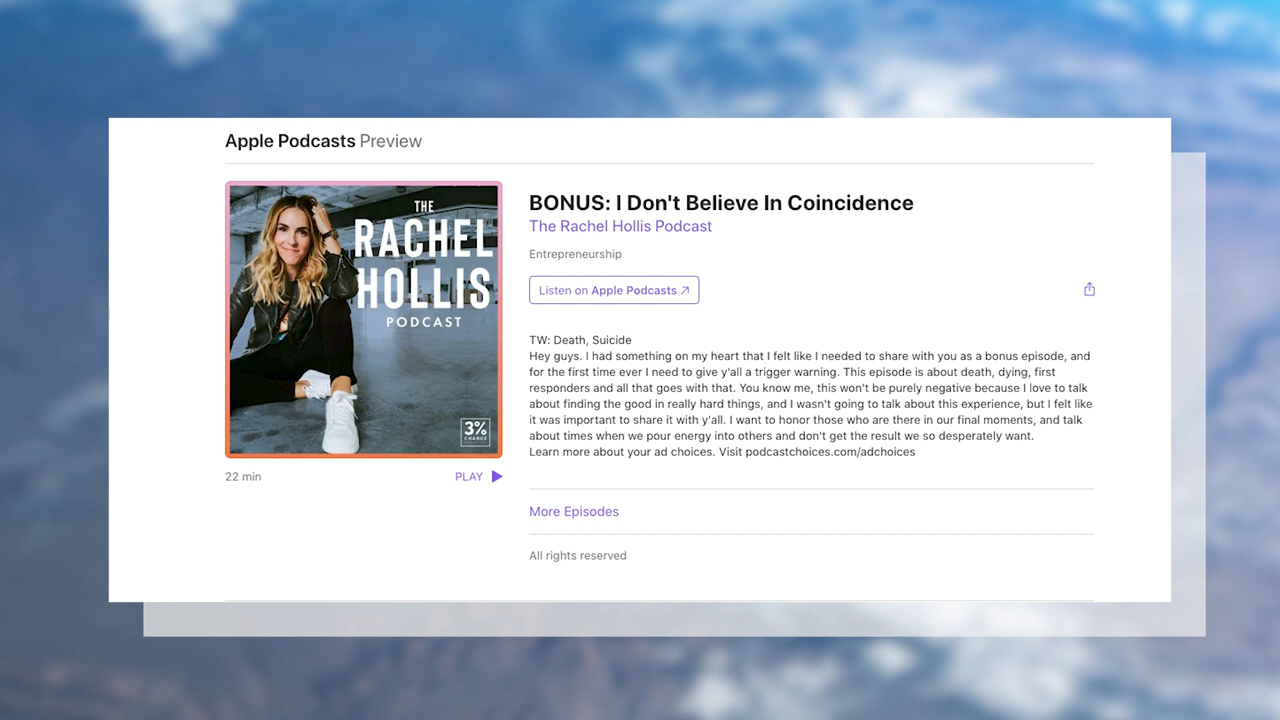 Apple Podcasts Preview
THE
RACHEL
HOLLIS
PODCAST
3%
CHANCE
22 min
PLAY
BONUS: I Don't Believe In Coincidence
The Rachel Hollis Podcast
Entrepreneurship
Listen on Apple Podcasts ↗
TW: Death, Suicide
Hey guys. I had something on my heart that I felt like I needed to share with you as a bonus episode, and
for the first time ever I need to give y'all a trigger warning. This episode is about death, dying, first
responders and all that goes with that. You know me, this won't be purely negative because I love to talk
about finding the good in really hard things, and I wasn't going to talk about this experience, but I felt like
it was important to share it with y'all. I want to honor those who are there in our final moments, and talk
about times when we pour energy into others and don't get the result we so desperately want.
Learn more about your ad choices. Visit podcastchoices.com/adchoices
More Episodes
All rights reserved